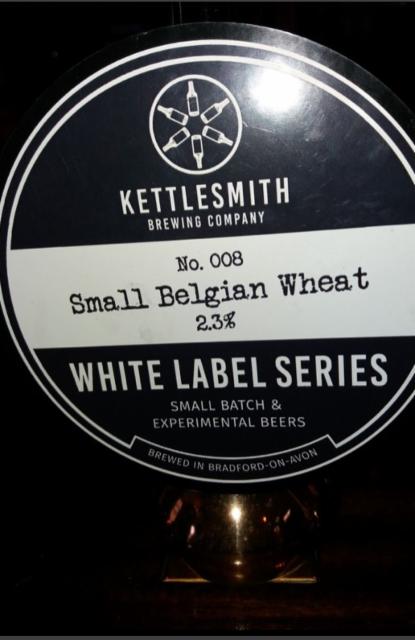 KETTLESMITH
BREWING COMPANY
No. 008
Small Belgian Wheat
2.3%
WHITE LABEL SERIES
SMALL BATCH &
EXPERIMENTAL BEERS
BREWED IN BRADFORD-ON-AVON